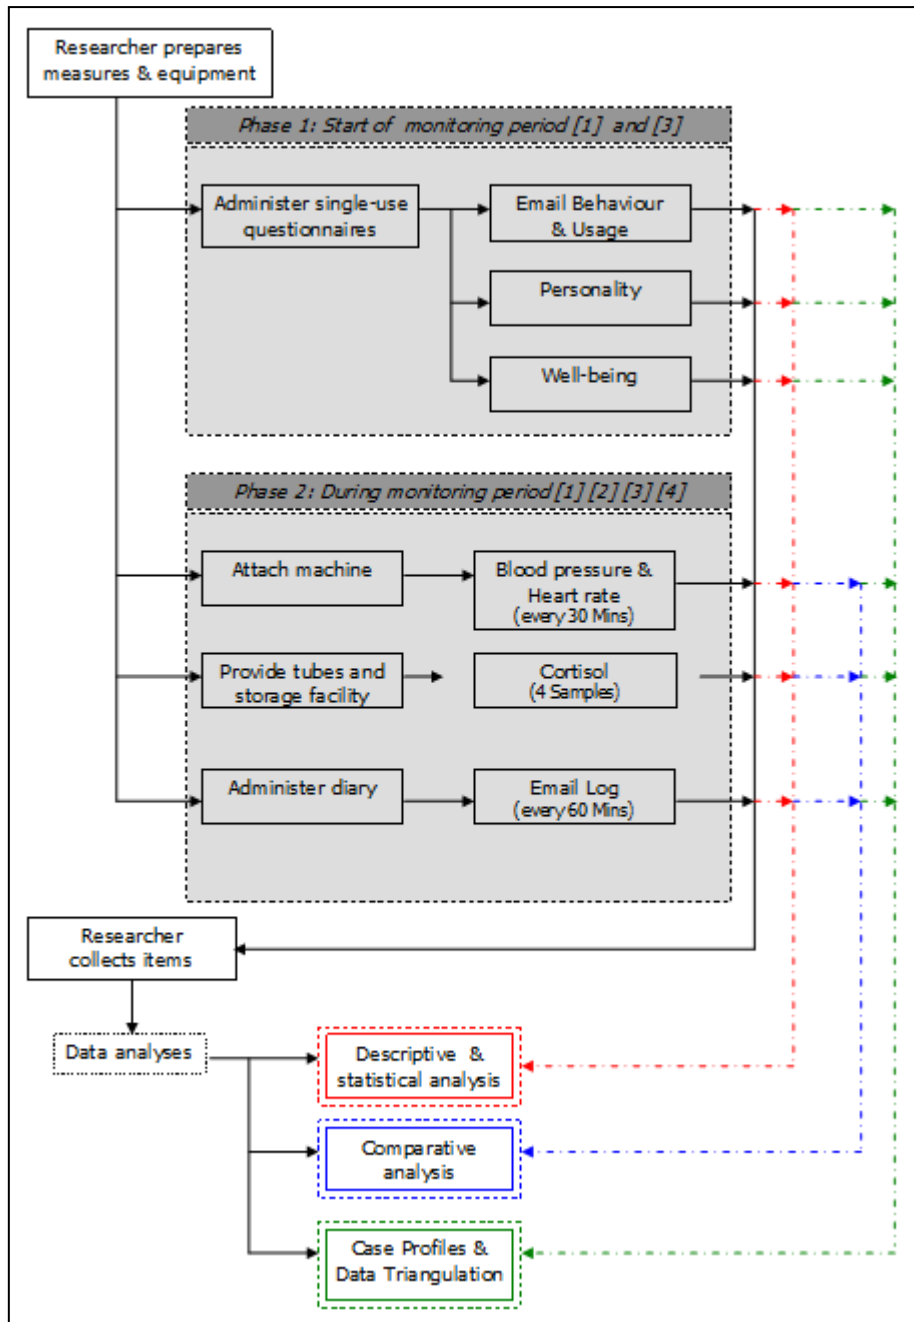 Researcher prepares
measures & equipment
Phase 1: Start of monitoring period [1] and [3]
Administer single-use
questionnaires
Email Behaviour
& Usage
Personality
Well-being
Phase 2: During monitoring period [1] [2] [3] [4]
Attach machine
Blood pressure &
Heart rate
(every 30 Mins)
Provide tubes and
storage facility
Cortisol
(4 Samples)
Administer diary
Email Log
(every 60 Mins)
Researcher
collects items
Data analyses
Descriptive &
statistical analysis
Comparative
analysis
Case Profiles &
Data Triangulation